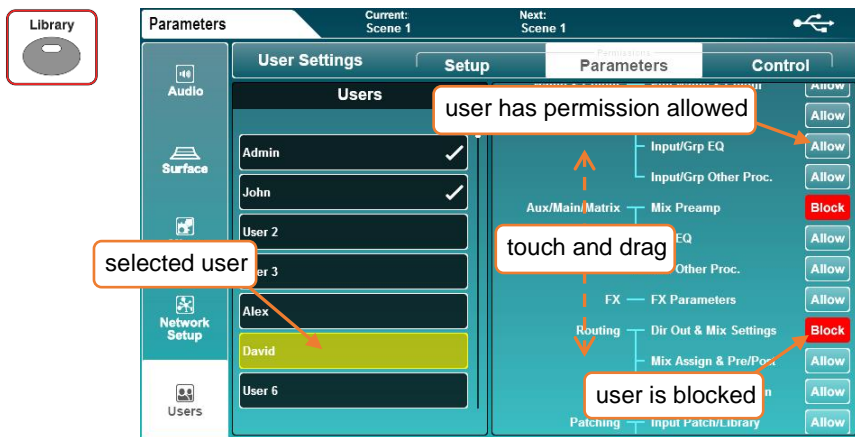 Library
Parameters
Current:
Scene 1
Next:
Scene 1
User Settings
Setup
Permissions
Parameters
Control
Audio
Surface
Network
Setup
Users
Users
Admin
John
User 2
3
Alex
David
User 6
Allow
Allow
Input/Grp EQ
Allow
Input/Grp Other Proc.
Allow
Aux/Main/Matrix
Mix Preamp
Block
EQ
Allow
Other Proc.
Allow
FX
FX Parameters
Allow
Routing
Dir Out & Mix Settings
Block
Mix Assign & Pre/Post
Allow
Allow
Patching
Input Patch/Library
Allow
user has permission allowed
touch and drag
selected user
user is blocked